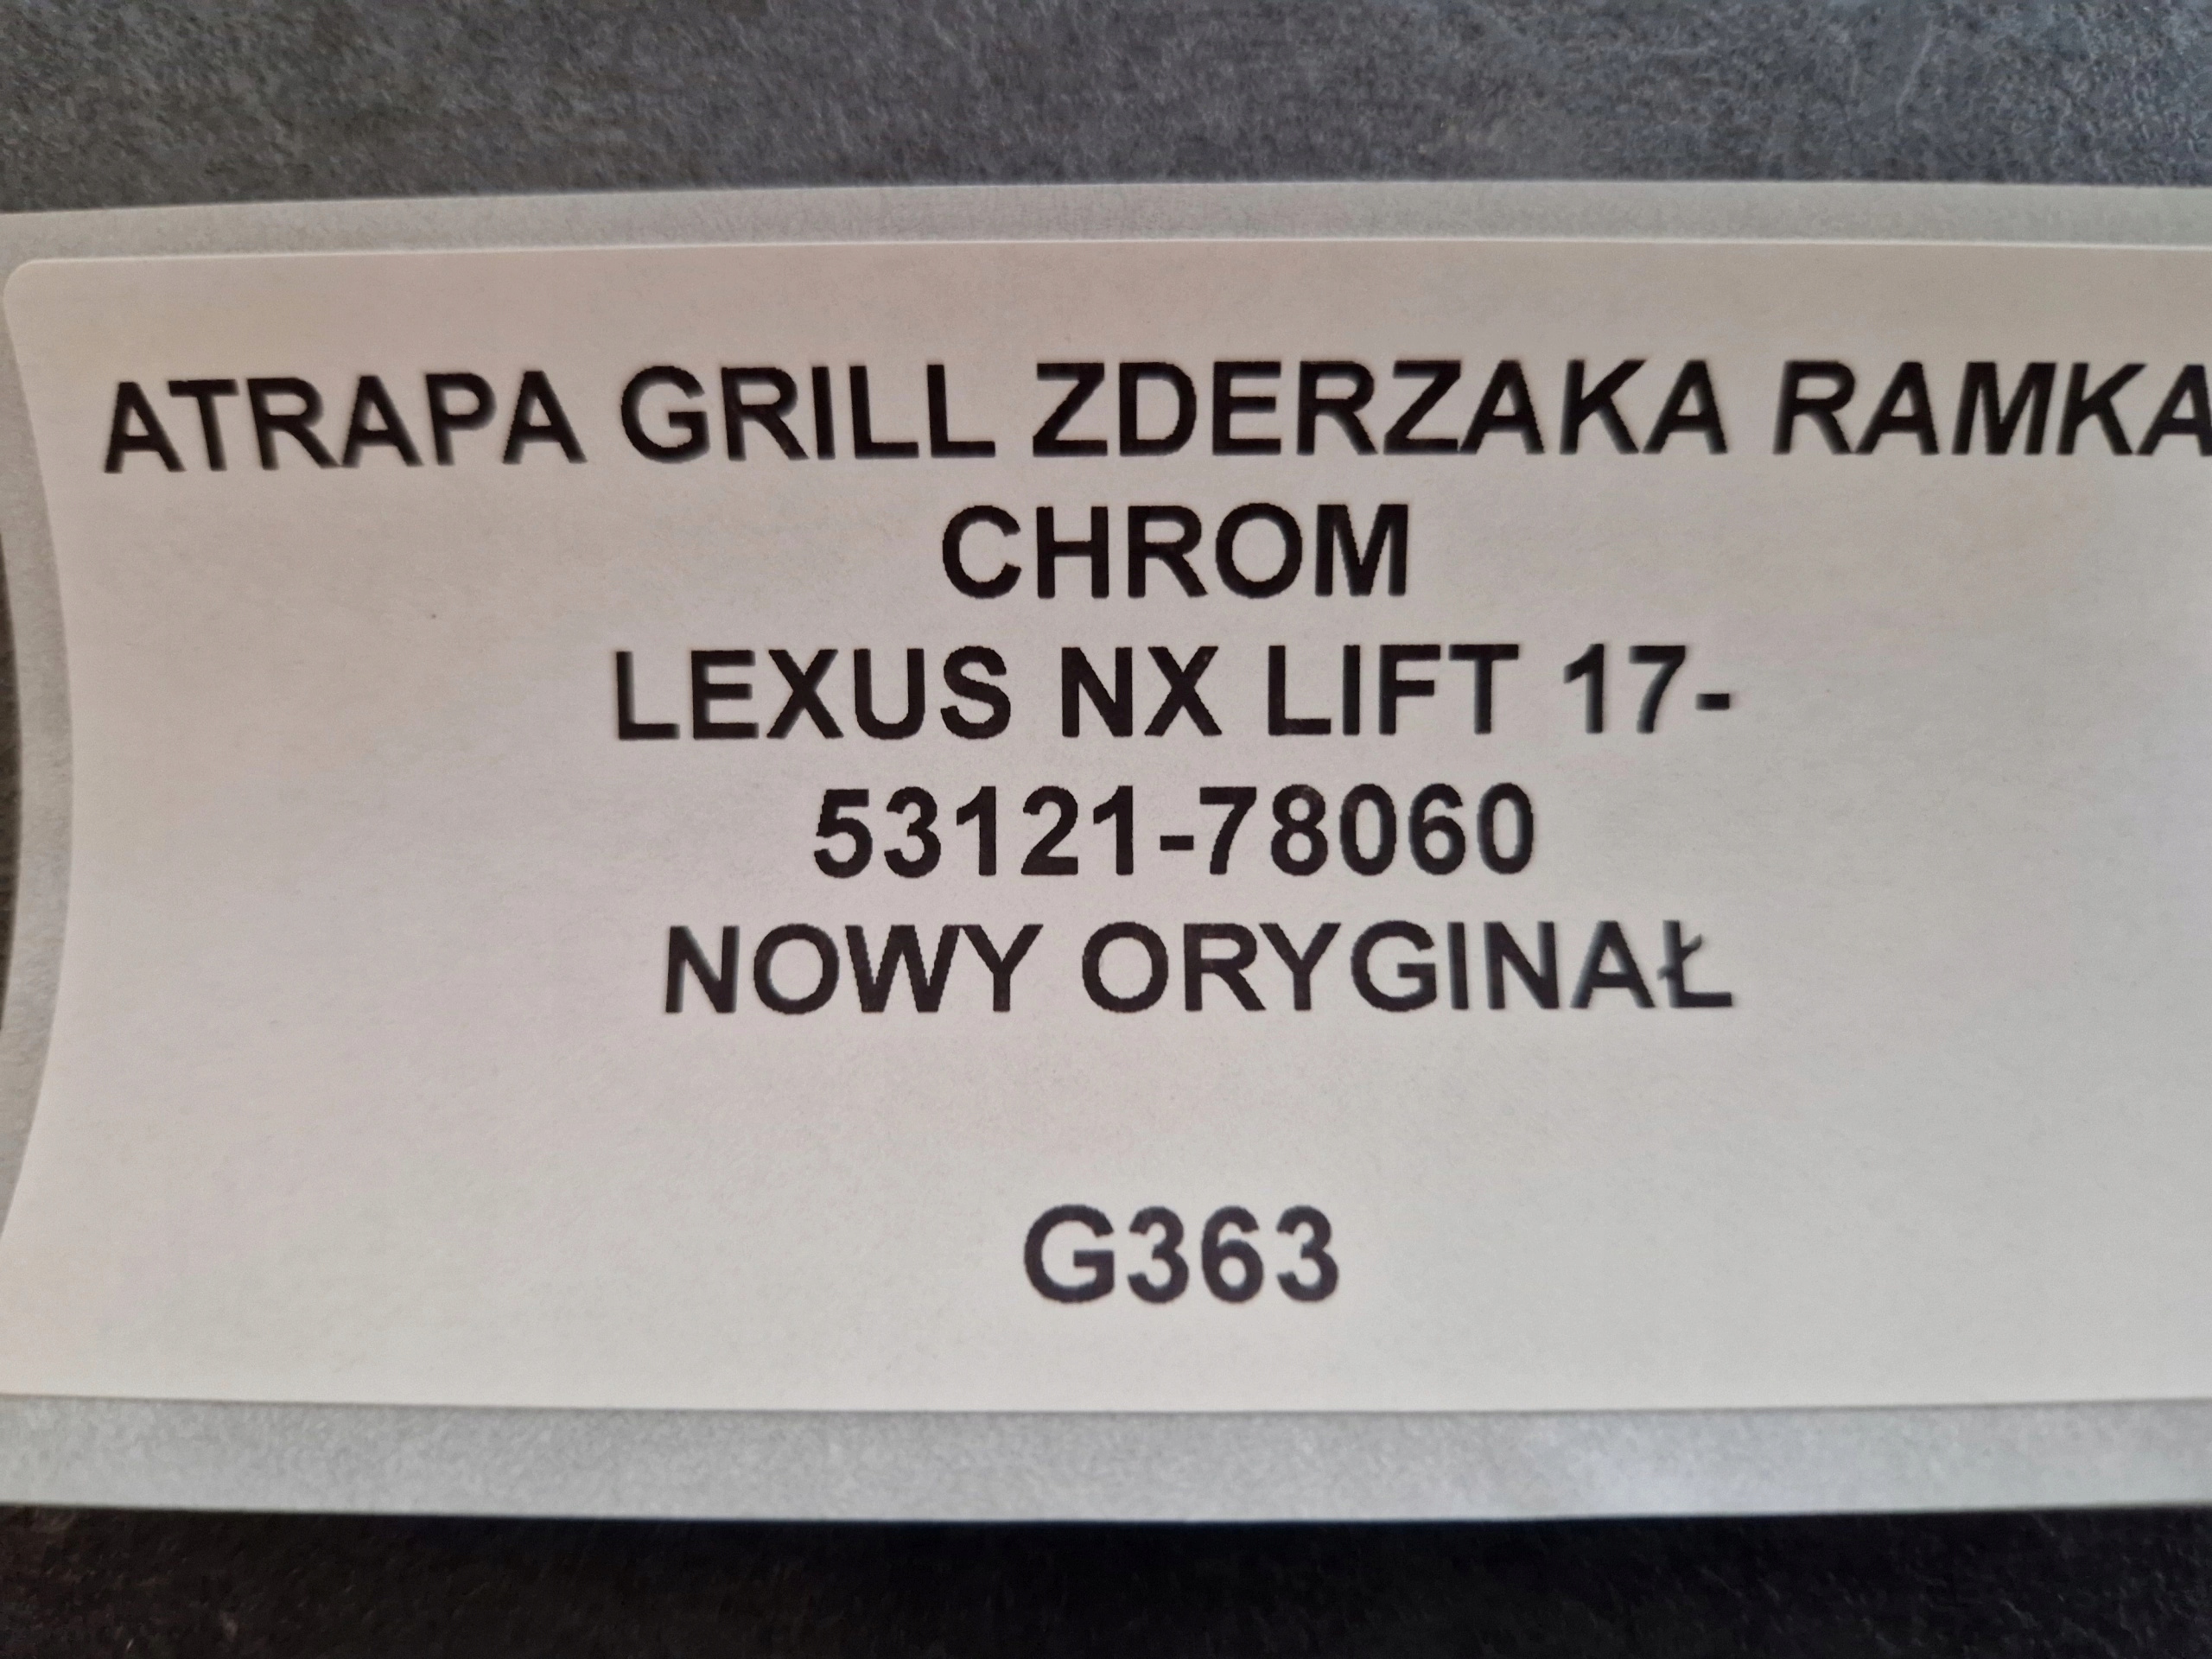 ATRAPA GRILL ZDERZAKA RAMKA
CHROM
LEXUS NX LIFT 17-
53121-78060
NOWY ORYGINAŁ
G363